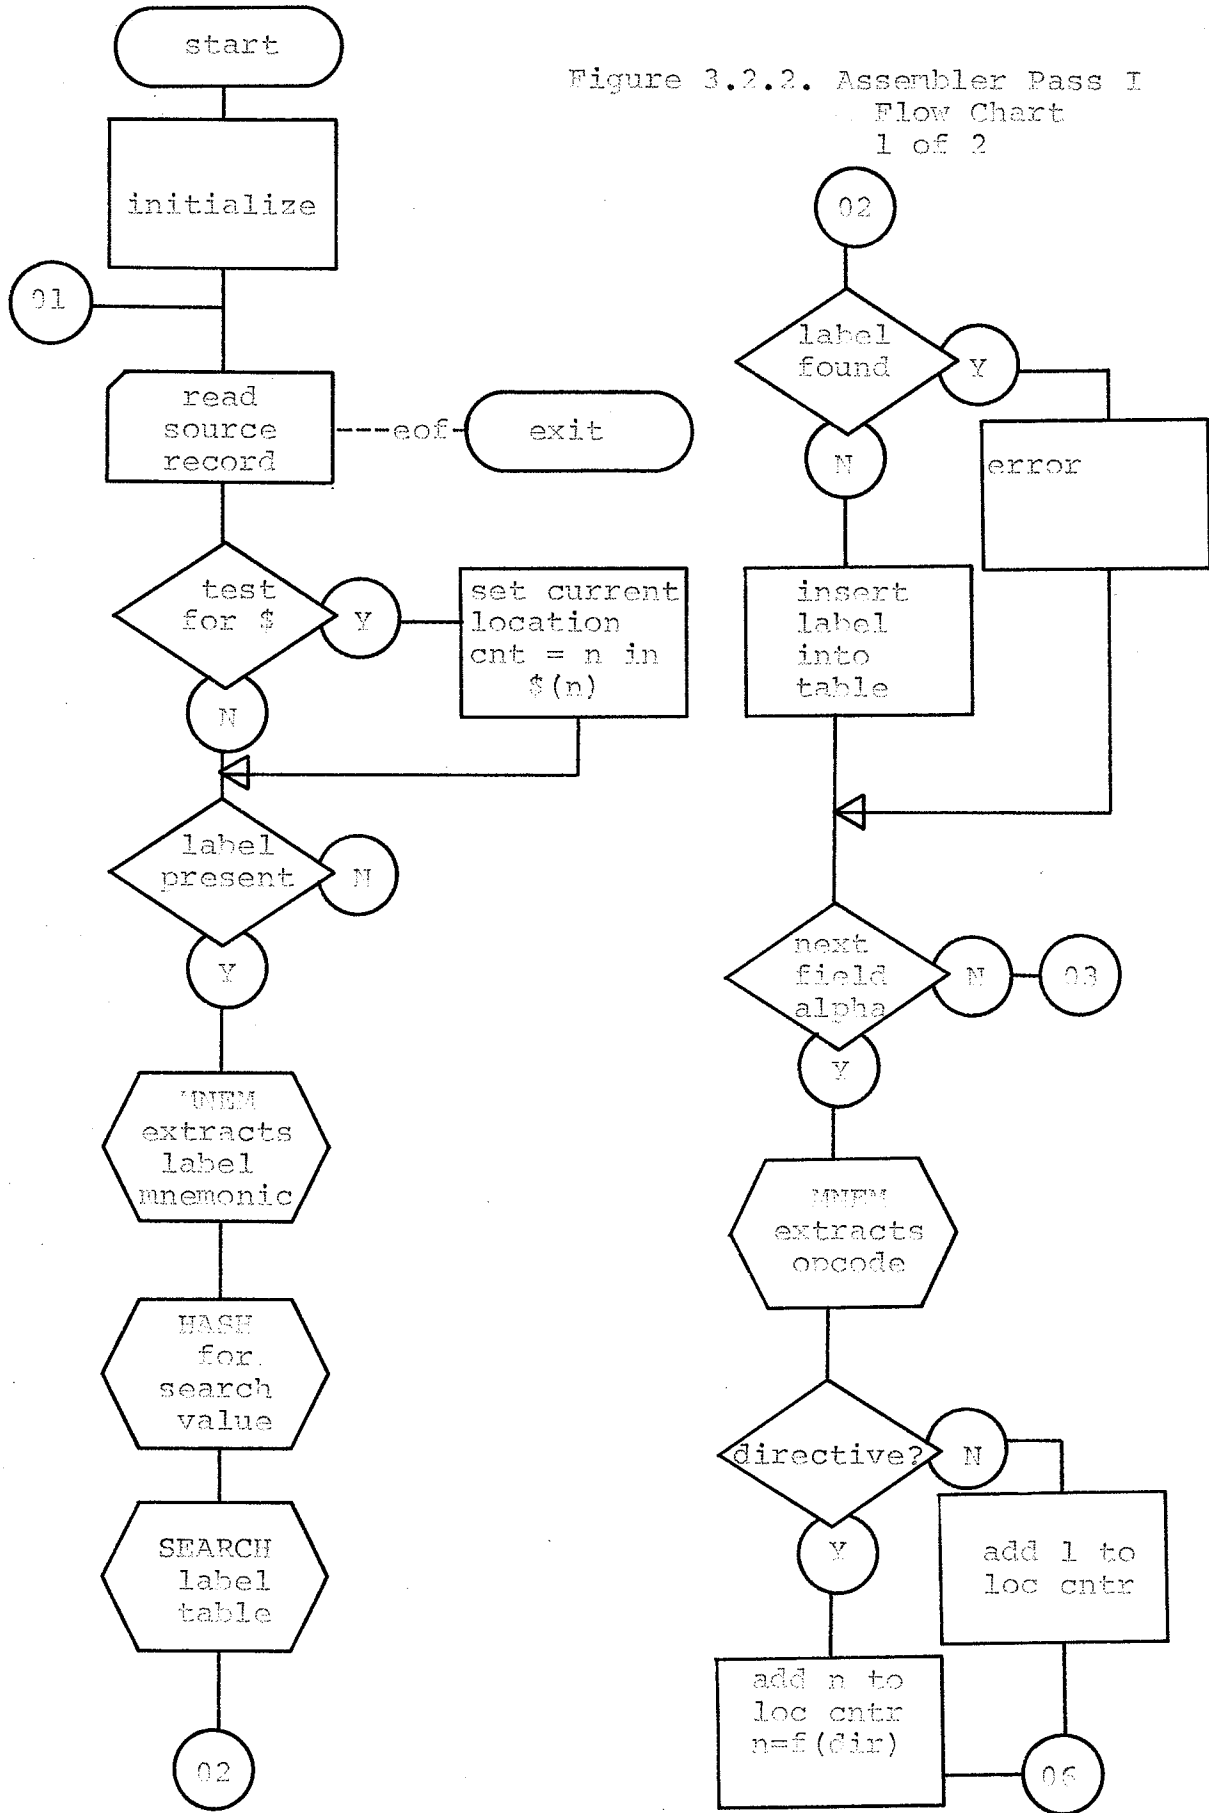 start
Figure 3.2.2. Assembler Pass I
Flow Chart
1 of 2
initialize
01
read
source
record
eof
exit
test
for $
Y
set current
location
cnt = n in
$(n)
N
label
present
N
Y
MNEM
extracts
label
mnemonic
HASH
for
search
value
SEARCH
label
table
02
02
label
found
Y
error
N
insert
label
into
table
next
field
alpha
N
03
Y
MNEM
extracts
opcode
directive?
N
add 1 to
loc cntr
Y
add n to
loc cntr
n=f(dir)
06